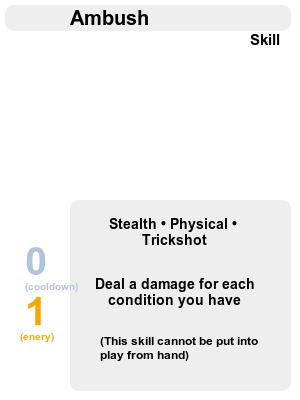 Ambush
Skill
Stealth • Physical •
Trickshot
0
(cooldown)
Deal a damage for each
condition you have
1
(enery)
(This skill cannot be put into
play from hand)